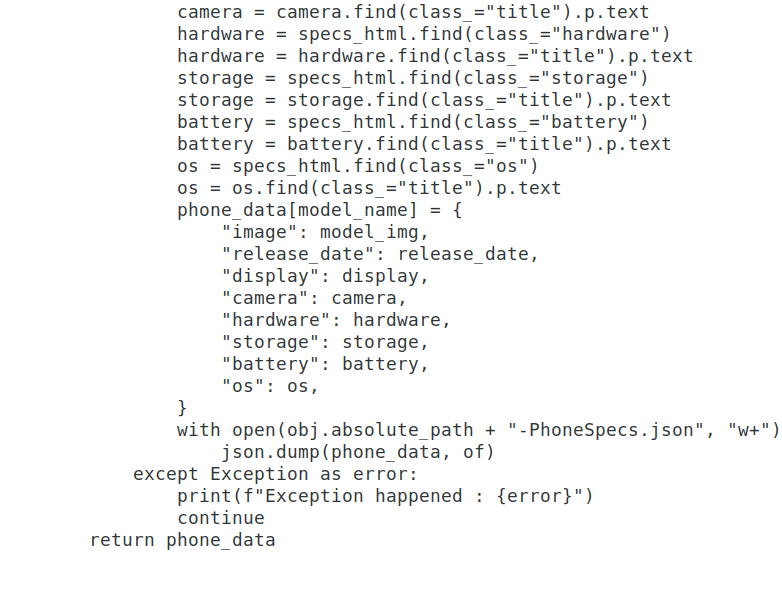 camera = camera.find(class_="title").p.text
hardware = specs_html.find(class_="hardware")
hardware = hardware.find(class_="title").p.text
storage = specs_html.find(class_="storage")
storage = storage.find(class_="title").p.text
battery = specs_html.find(class_="battery")
battery = battery.find(class_="title").p.text
os = specs_html.find(class_="os")
os = os.find(class_="title").p.text
phone_data[model_name] = {
"image": model_img,
"release_date": release_date,
"display": display,
"camera": camera,
"hardware": hardware,
"storage": storage,
"battery": battery,
"os": os,
}
with open(obj.absolute_path + "-PhoneSpecs.json", "w+")
json.dump(phone_data, of)
except Exception as error:
print(f"Exception happened : {error}")
continue
return phone_data